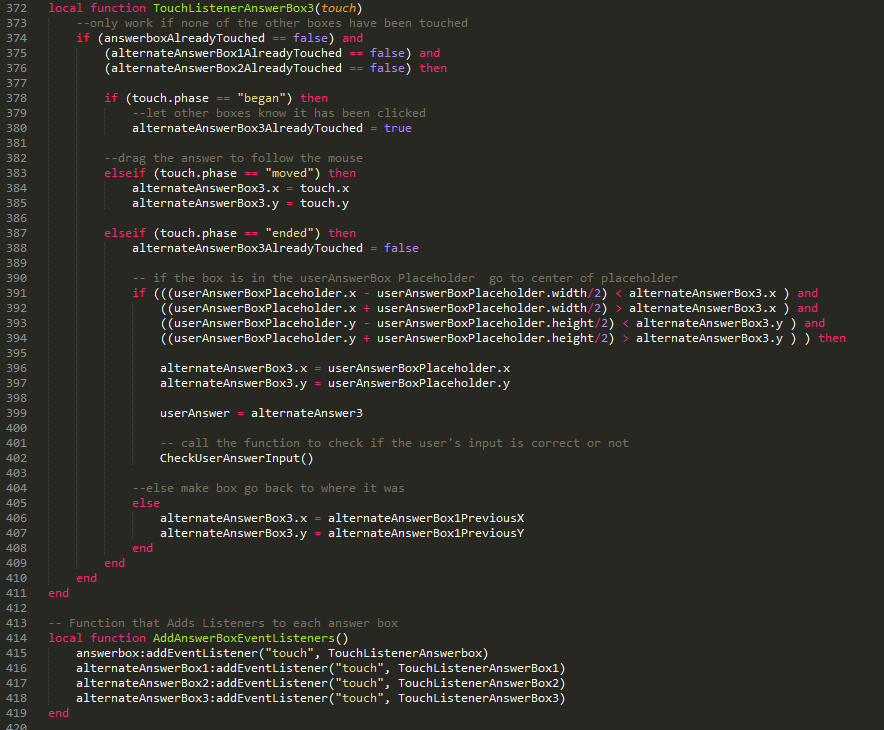 372 local function TouchListenerAnswerBox3(touch)
373     --only work if none of the other boxes have been touched
374     if (answerboxAlreadyTouched == false) and
375         (alternateAnswerBox1AlreadyTouched == false) and
376         (alternateAnswerBox2AlreadyTouched == false) then
377
378         if (touch.phase == "began") then
379             --let other boxes know it has been clicked
380             alternateAnswerBox3AlreadyTouched = true
381
382         --drag the answer to follow the mouse
383         elseif (touch.phase == "moved") then
384             alternateAnswerBox3.x = touch.x
385             alternateAnswerBox3.y = touch.y
386
387         elseif (touch.phase == "ended") then
388             alternateAnswerBox3AlreadyTouched = false
389
390             -- if the box is in the userAnswerBox Placeholder  go to center of placeholder
391             if (((userAnswerBoxPlaceholder.x - userAnswerBoxPlaceholder.width/2) < alternateAnswerBox3.x ) and
392                 ((userAnswerBoxPlaceholder.x + userAnswerBoxPlaceholder.width/2) > alternateAnswerBox3.x ) and
393                 ((userAnswerBoxPlaceholder.y - userAnswerBoxPlaceholder.height/2) < alternateAnswerBox3.y ) and
394                 ((userAnswerBoxPlaceholder.y + userAnswerBoxPlaceholder.height/2) > alternateAnswerBox3.y ) ) then
395
396                 alternateAnswerBox3.x = userAnswerBoxPlaceholder.x
397                 alternateAnswerBox3.y = userAnswerBoxPlaceholder.y
398
399                 userAnswer = alternateAnswer3
400
401                 -- call the function to check if the user's input is correct or not
402                 CheckUserAnswerInput()
403
404             --else make box go back to where it was
405             else
406                 alternateAnswerBox3.x = alternateAnswerBox1PreviousX
407                 alternateAnswerBox3.y = alternateAnswerBox1PreviousY
408             end
409         end
410     end
411 end
412
413 -- Function that Adds Listeners to each answer box
414 local function AddAnswerBoxEventListeners()
415     answerbox:addEventListener("touch", TouchListenerAnswerbox)
416     alternateAnswerBox1:addEventListener("touch", TouchListenerAnswerBox1)
417     alternateAnswerBox2:addEventListener("touch", TouchListenerAnswerBox2)
418     alternateAnswerBox3:addEventListener("touch", TouchListenerAnswerBox3)
419 end
420